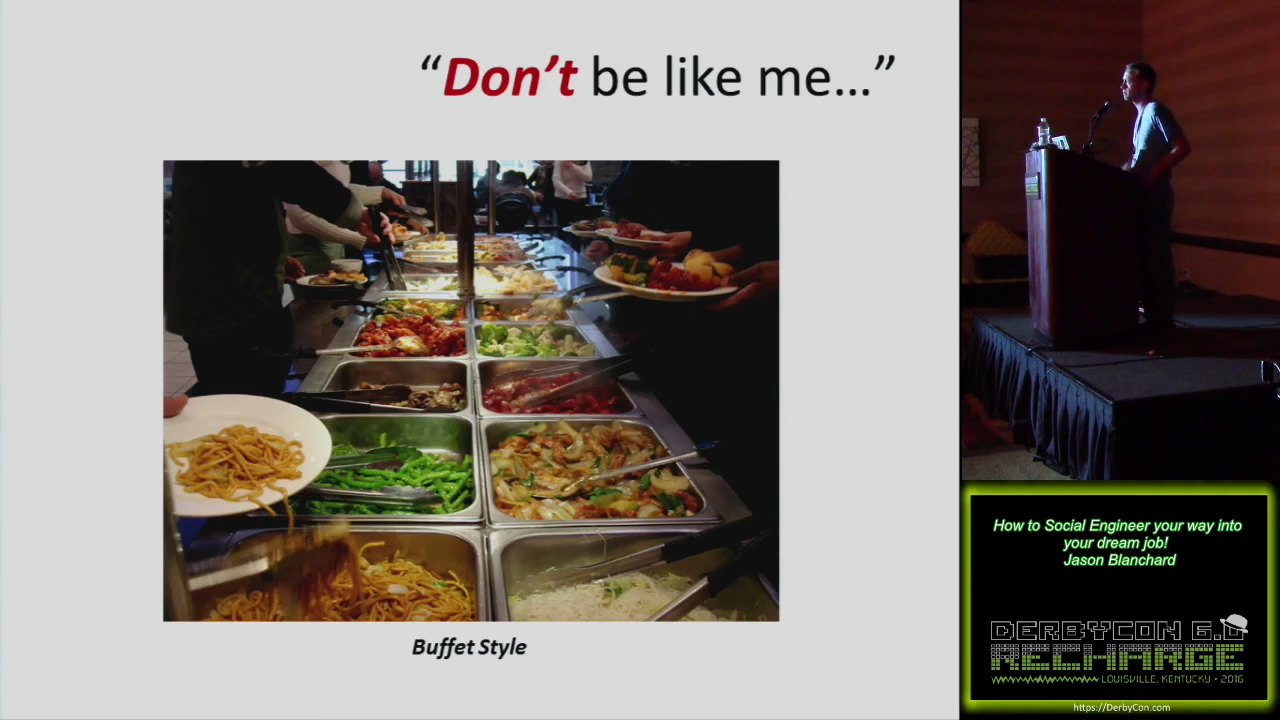 “Don’t be like me...”
Buffet Style
How to Social Engineer your way into
your dream job!
Jason Blanchard
DERBYCON 6.0
RECHARGE
LOUISVILLE, KENTUCKY • 2016
https://DerbyCon.com